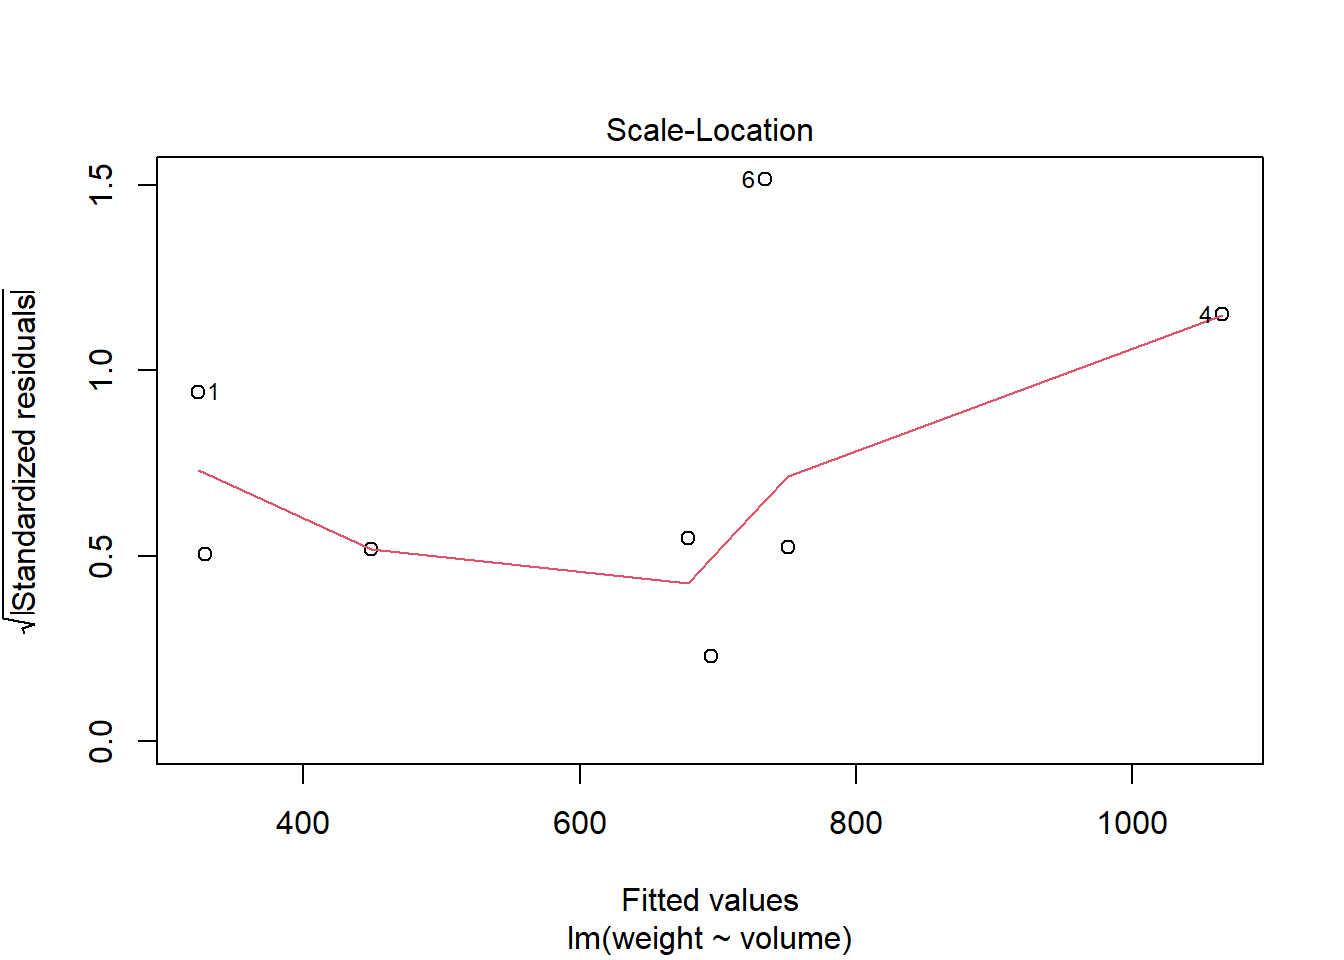 Scale-Location
√|Standardized residuals|
1.5
1.0
0.5
0.0
6
4
1
400 600 800 1000
Fitted values
lm(weight ~ volume)